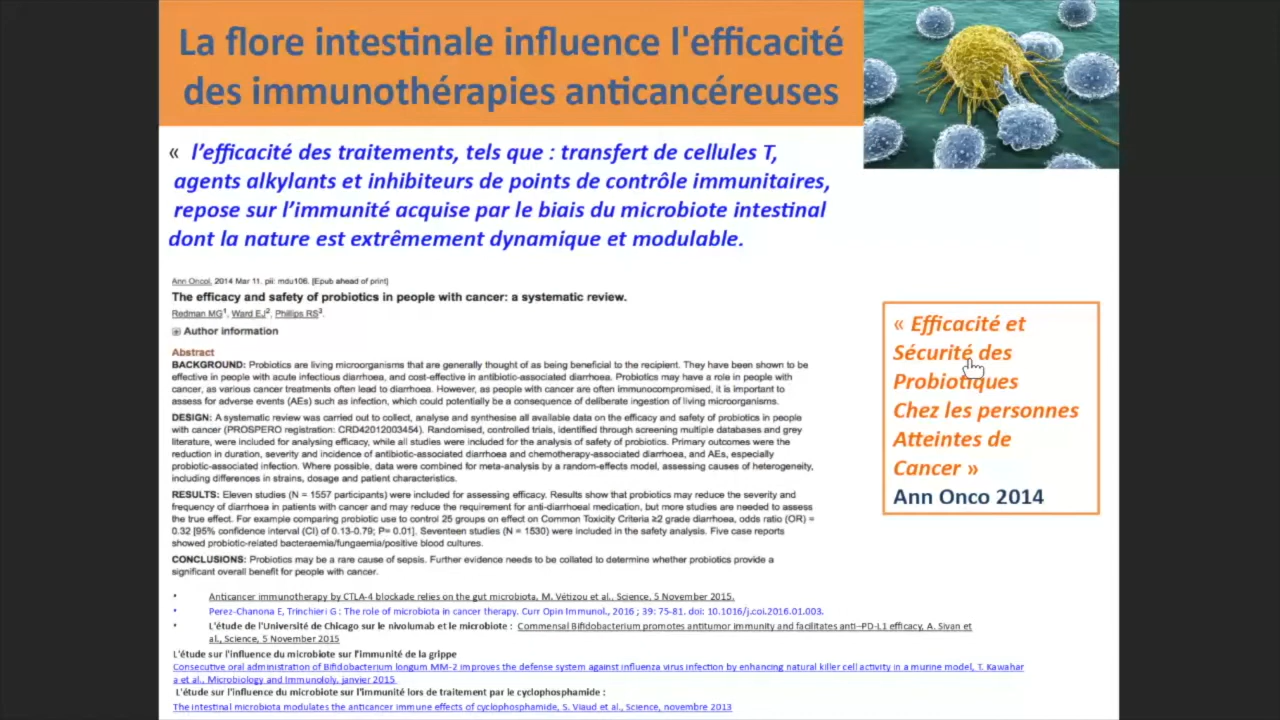 La flore intestinale influence l'efficacité
des immunothérapies anticancéreuses
« l’efficacité des traitements, tels que : transfert de cellules T,
agents alkylants et inhibiteurs de points de contrôle immunitaires,
repose sur l’immunité acquise par le biais du microbiote intestinal
dont la nature est extrêmement dynamique et modulable.
Ann Oncol. 2014 Mar 11. pii: mdu106. [Epub ahead of print]
The efficacy and safety of probiotics in people with cancer: a systematic review.
Redman MG1, Ward EJ2, Phillips RS3.
Author information
Abstract
BACKGROUND: Probiotics are living microorganisms that are generally thought of as being beneficial to the recipient. They have been shown to be
effective in people with acute infectious diarrhoea, and cost-effective in antibiotic-associated diarrhoea. Probiotics may have a role in people with
cancer, as various cancer treatments often lead to diarrhoea. However, as people with cancer are often immunocompromised, it is important to
assess for adverse events (AEs) such as infection, which could potentially be a consequence of deliberate ingestion of living microorganisms.
DESIGN: A systematic review was carried out to collect, analyse and synthesise all available data on the efficacy and safety of probiotics in people
with cancer (PROSPERO registration: CRD42012003454). Randomised, controlled trials, identified through screening multiple databases and grey
literature, were included for analysing efficacy, while all studies were included for the analysis of safety of probiotics. Primary outcomes were the
reduction in duration, severity and incidence of antibiotic-associated diarrhoea and chemotherapy-associated diarrhoea, and AEs, especially
probiotic-associated infection. Where possible, data were combined for meta-analysis by a random-effects model, assessing causes of heterogeneity,
including differences in strains, dosage and patient characteristics.
RESULTS: Eleven studies (N = 1557 participants) were included for assessing efficacy. Results show that probiotics may reduce the severity and
frequency of diarrhoea in patients with cancer and may reduce the requirement for anti-diarrhoeal medication, but more studies are needed to assess
the true effect. For example comparing probiotic use to control 25 groups on effect on Common Toxicity Criteria ≥2 grade diarrhoea, odds ratio (OR) =
0.32 [95% confidence interval (CI) of 0.13-0.79; P= 0.01]. Seventeen studies (N = 1530) were included in the safety analysis. Five case reports
showed probiotic-related bacteraemia/fungaemia/positive blood cultures.
CONCLUSIONS: Probiotics may be a rare cause of sepsis. Further evidence needs to be collated to determine whether probiotics provide a
significant overall benefit for people with cancer.
« Efficacité et
Sécurité des
Probiotiques
Chez les personnes
Atteintes de
Cancer »
Ann Onco 2014
• Anticancer immunotherapy by CTLA-4 blockade relies on the gut microbiota, M. Vétizou et al., Science, 5 November 2015.
• Perez-Chanona E, Trinchieri G : The role of microbiota in cancer therapy. Curr Opin Immunol., 2016 ; 39: 75-81. doi: 10.1016/j.coi.2016.01.003.
• L'étude de l'Université de Chicago sur le nivolumab et le microbiote : Commensal Bifidobacterium promotes antitumor immunity and facilitates anti–PD-L1 efficacy, A. Sivan et
al., Science, 5 November 2015
L'étude sur l'influence du microbiote sur l'immunité de la grippe
Consecutive oral administration of Bifidobacterium longum MM-2 improves the defense system against influenza virus infection by enhancing natural killer cell activity in a murine model, T. Kawahar
a et al., Microbiology and Immunololy, janvier 2015
L'étude sur l'influence du microbiote sur l'immunité lors de traitement par le cyclophosphamide :
The intestinal microbiota modulates the anticancer immune effects of cyclophosphamide, S. Viaud et al., Science, novembre 2013